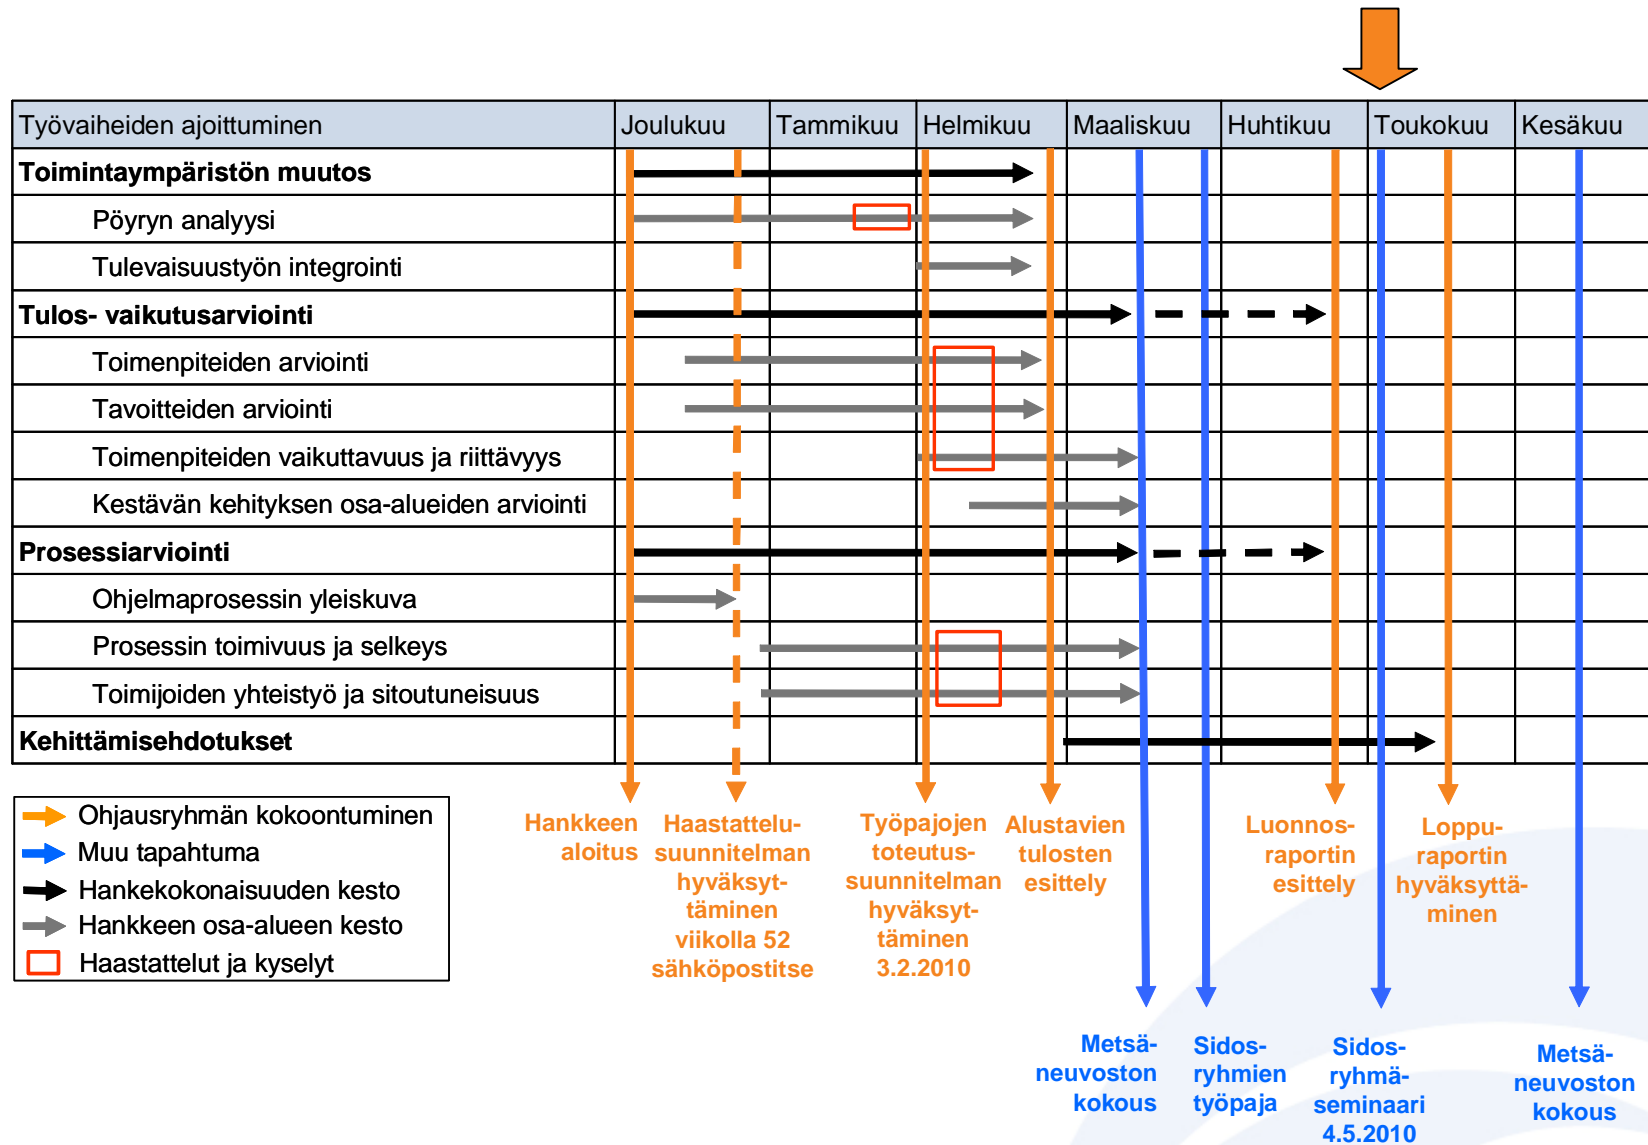 Työvaiheiden ajoittuminen Joulukuu Tammikuu Helmikuu Maaliskuu Huhtikuu Toukokuu Kesäkuu
Toimintaympäristön muutos
Pöyryn analyysi
Tulevaisuustyön integrointi
Tulos- vaikutusarviointi
Toimenpiteiden arviointi
Tavoitteiden arviointi
Toimenpiteiden vaikuttavuus ja riittävyys
Kestävän kehityksen osa-alueiden arviointi
Prosessiarviointi
Ohjelmaprosessin yleiskuva
Prosessin toimivuus ja selkeys
Toimijoiden yhteistyö ja sitoutuneisuus
Kehittämisehdotukset
Ohjausryhmän kokoontuminen
Muu tapahtuma
Hankekokonaisuuden kesto
Hankkeen osa-alueen kesto
Haastattelut ja kyselyt
Hankkeen
aloitus
Haastattelu-
suunnitelman
hyväksyt-
täminen
viikolla 52
sähköpostitse
Työpajojen
toteutus-
suunnitelman
hyväksyt-
täminen
3.2.2010
Alustavien
tulosten
esittely
Luonnos-
raportin
esittely
Loppu-
raportin
hyväksyttä-
minen
Metsä-
neuvoston
kokous
Sidos-
ryhmien
työpaja
Sidos-
ryhmä-
seminaari
4.5.2010
Metsä-
neuvoston
kokous